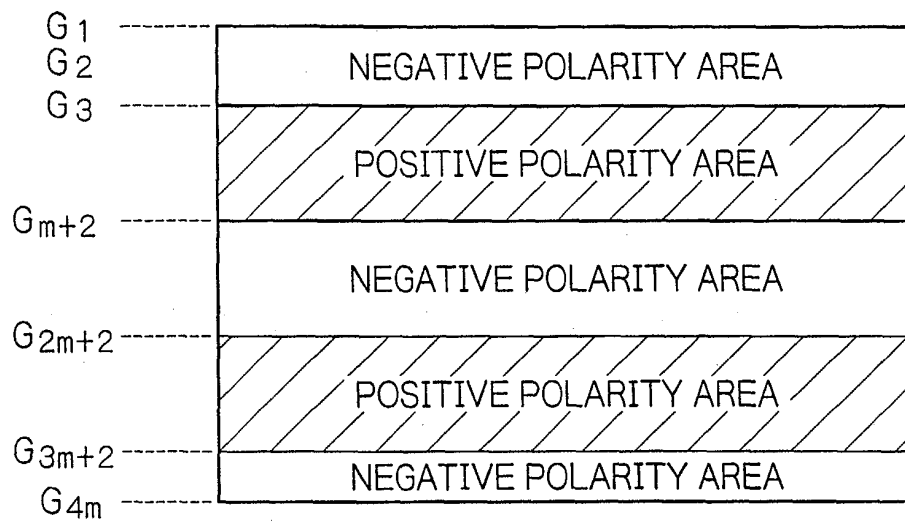 G1
G2 NEGATIVE POLARITY AREA
G3
POSITIVE POLARITY AREA
Gm+2
NEGATIVE POLARITY AREA
G2m+2
POSITIVE POLARITY AREA
G3m+2
NEGATIVE POLARITY AREA
G4m